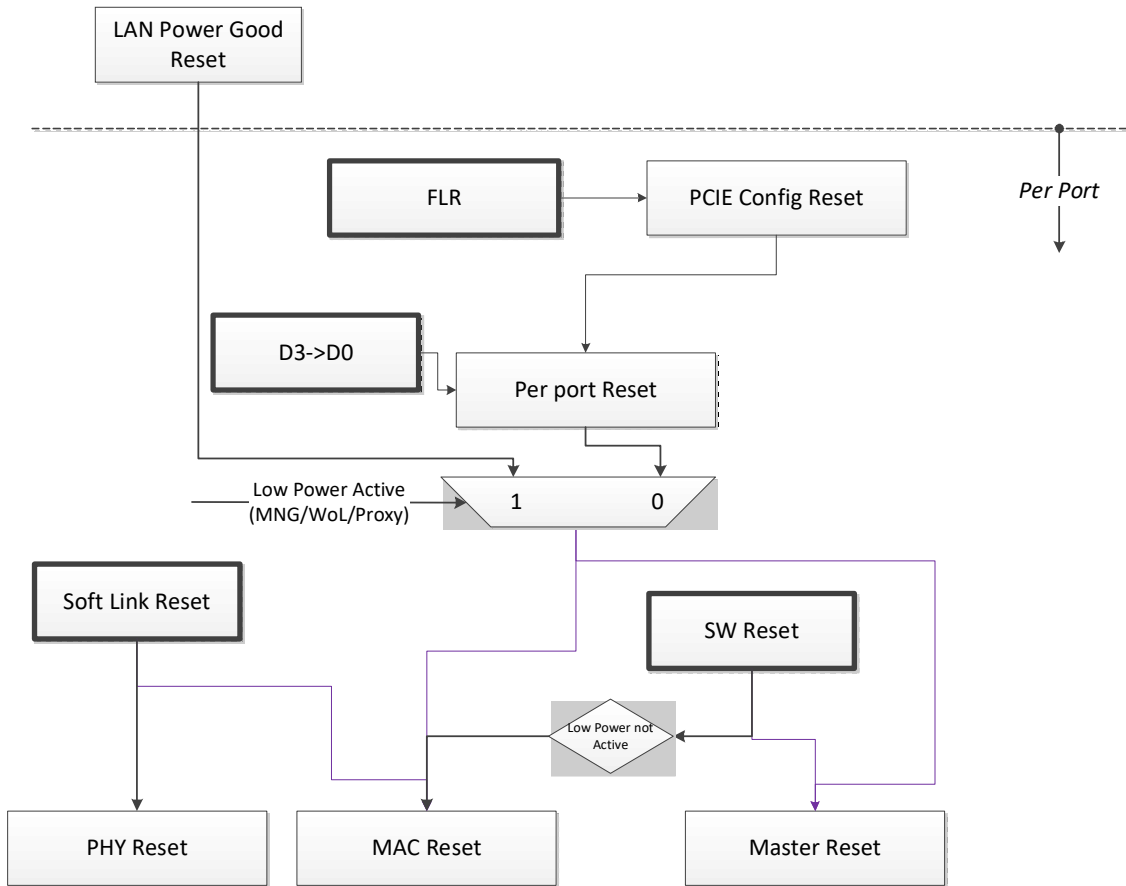 LAN Power Good
Reset
FLR
PCIE Config Reset
Per Port
D3->D0
Per port Reset
Low Power Active
(MNG/WoL/Proxy)
1
0
Soft Link Reset
SW Reset
Low Power not
Active
PHY Reset
MAC Reset
Master Reset